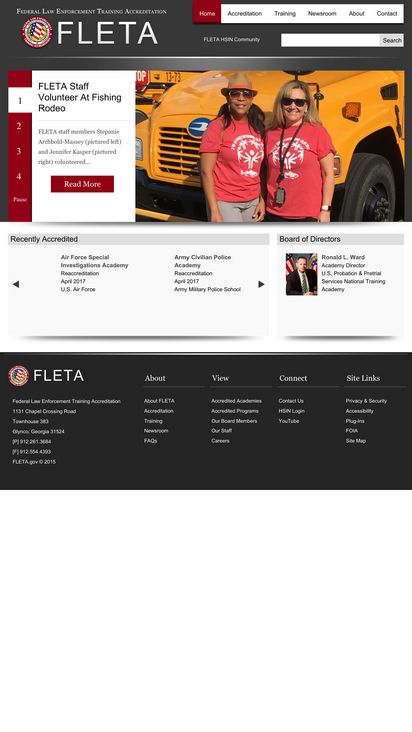 Federal Law Enforcement Training Accreditation
FLETA
Home Accreditation Training Newsroom About Contact
FLETA HSIN Community
Search
1
2
3
4
Pause
FLETA Staff
Volunteer At Fishing
Rodeo
FLETA staff members Stepanie
Archbold-Massey (pictured left)
and Jennifer Kasper (pictured
right) volunteered...
Read More
STOP
13-73
Recently Accredited
Air Force Special
Investigations Academy
Reaccreditation
April 2017
U.S. Air Force
Army Civilian Police
Academy
Reaccreditation
April 2017
Army Military Police School
Board of Directors
Ronald L. Ward
Academy Director
U.S. Probation & Pretrial
Services National Training
Academy
FLETA
Federal Law Enforcement Training Accreditation
1131 Chapel Crossing Road
Townhouse 383
Glynco, Georgia 31524
[P] 912.261.3684
[F] 912.554.4393
FLETA.gov © 2015
About
About FLETA
Accreditation
Training
Newsroom
FAQs
View
Accredited Academies
Accredited Programs
Our Board Members
Our Staff
Careers
Connect
Contact Us
HSIN Login
YouTube
Site Links
Privacy & Security
Accessibility
Plug-Ins
FOIA
Site Map